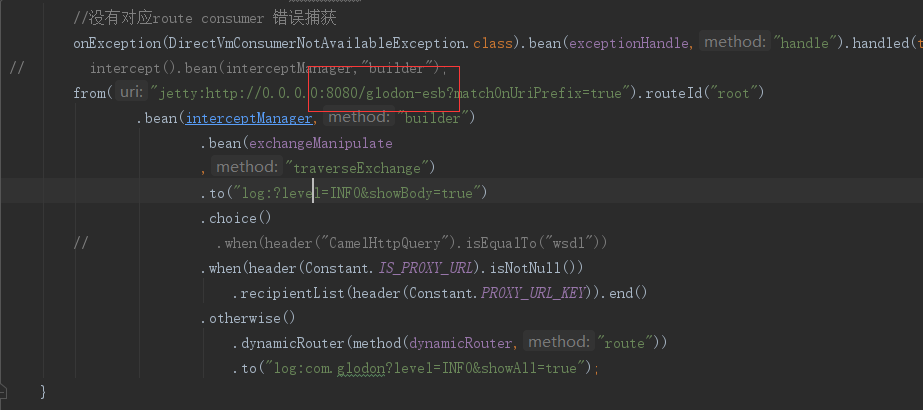 //没有对应route consumer 错误捕获
onException(DirectVmConsumerNotAvailableException.class).bean(exceptionHandle, method: "handle").handled(t
// intercept().bean(interceptManager,"builder");
from( uri: "jetty:http://0.0.0.0:8080/glodon-esb?matchOnUriPrefix=true").routeId("root")
.bean(interceptManager, method: "builder")
.bean(exchangeManipulate
, method: "traverseExchange")
.to("log:?level=INFO&showBody=true")
.choice()
// .when(header("CamelHttpQuery").isEqualTo("wsdl"))
.when(header(Constant.IS_PROXY_URL).isNotNull())
.recipientList(header(Constant.PROXY_URL_KEY)).end()
.otherwise()
.dynamicRouter(method(dynamicRouter, method: "route"))
.to("log:com.glodon?level=INFO&showAll=true");
}